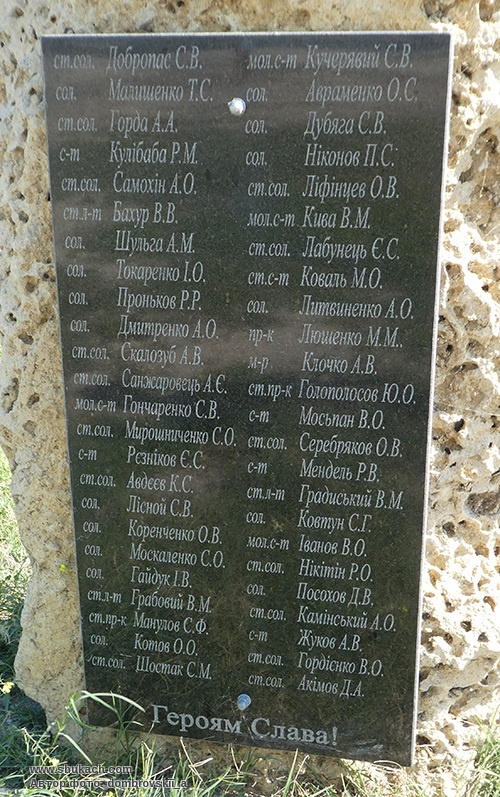 ст.сол. Добропас С.В.
сол. Малишенко Т.С.
ст.сол. Горда А.А.
с-т Кулібаба Р.М.
ст.сол. Самохін А.О.
ст.л-т Бахур В.В.
сол. Шульга А.М.
сол. Токаренко І.О.
сол. Проньков Р.Р.
сол. Дмитренко А.О.
ст.сол. Скалозуб А.В.
ст.сол. Санжаровець А.Є.
мол.с-т Гончаренко С.В.
ст.сол. Мирошниченко С.О.
с-т Рєзніков Є.С.
ст.сол. Авдєєв К.С.
сол. Лісной С.В.
сол. Коренченко О.В.
сол. Москаленко С.О.
сол. Гайдук І.В.
ст.л-т Грабовий В.М.
ст.пр-к Манулов С.Ф.
сол. Котов О.О.
ст.сол. Шостак С.М.
мол.с-т Кучерявий С.В.
сол. Авраменко О.С.
сол. Дубяга С.В.
сол. Ніконов П.С.
ст.сол. Ліфінцев О.В.
мол.с-т Кива В.М.
ст.сол. Лабунець Є.С.
ст.с-т Коваль М.О.
сол. Литвиненко А.О.
пр-к Люшенко М.М.
м-р Клочко А.В.
ст.пр-к Голополосов Ю.О.
с-т Мосьпан В.О.
ст.сол. Серебряков О.В.
с-т Мендель Р.В.
ст.л-т Градиський В.М.
сол. Ковтун С.Г.
мол.с-т Іванов В.О.
ст.сол. Нікітін Р.О.
сол. Посохов Д.В.
ст.сол. Камінський А.О.
с-т Жуков А.В.
ст.сол. Гордієнко В.О.
ст.сол. Акімов Д.А.
Героям Слава!
www.shukach.com
Автор фото: dombrovskiiia